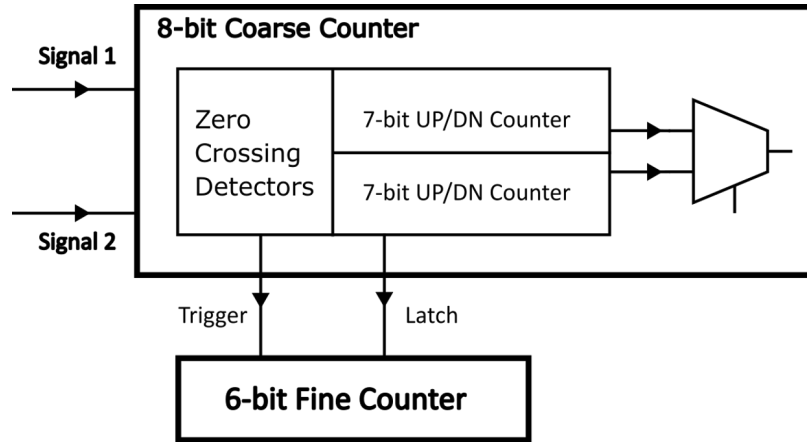 8-bit Coarse Counter
Signal 1
Zero
Crossing
Detectors
7-bit UP/DN Counter
7-bit UP/DN Counter
Signal 2
Trigger
Latch
6-bit Fine Counter